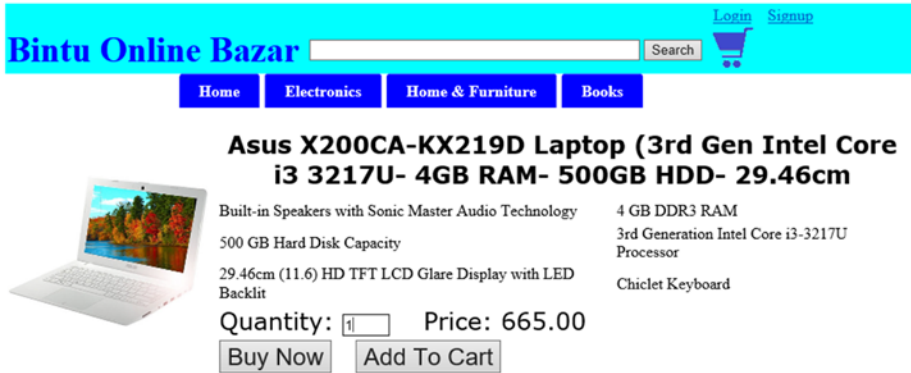 Login Signup
Bintu Online Bazar Search
Home Electronics Home & Furniture Books
Asus X200CA-KX219D Laptop (3rd Gen Intel Core
i3 3217U- 4GB RAM- 500GB HDD- 29.46cm
Built-in Speakers with Sonic Master Audio Technology
4 GB DDR3 RAM
500 GB Hard Disk Capacity
3rd Generation Intel Core i3-3217U
Processor
29.46cm (11.6) HD TFT LCD Glare Display with LED
Backlit
Chiclet Keyboard
Quantity: 1 Price: 665.00
Buy Now Add To Cart